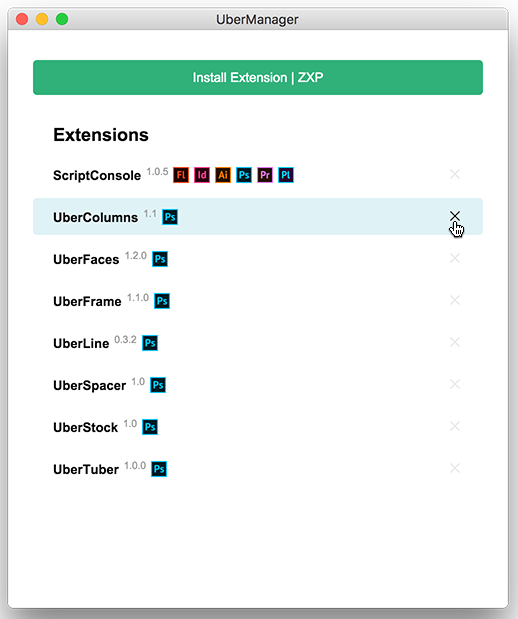 UberManager
Install Extension | ZXP
Extensions
ScriptConsole 1.0.5 Fl Id Ai Ps Pr Pl
UberColumns 1.1 Ps
UberFaces 1.2.0 Ps
UberFrame 1.1.0 Ps
UberLine 0.3.2 Ps
UberSpacer 1.0 Ps
UberStock 1.0 Ps
UberTuber 1.0.0 Ps